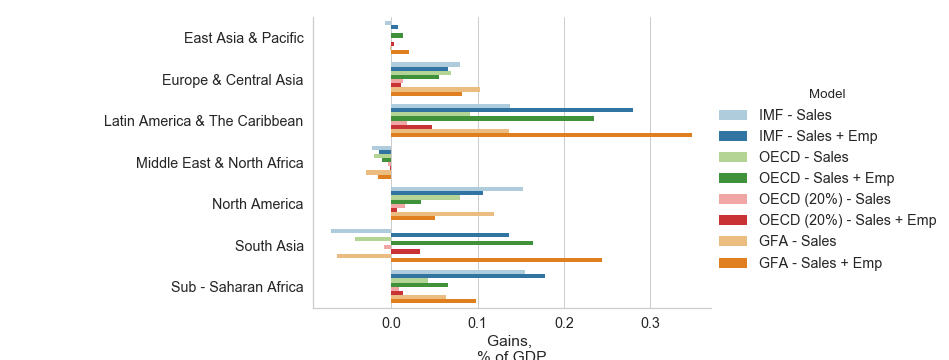 East Asia & Pacific
Europe & Central Asia
Latin America & The Caribbean
Middle East & North Africa
North America
South Asia
Sub - Saharan Africa
0.0 0.1 0.2 0.3
Gains,
% of GDP
Model
IMF - Sales
IMF - Sales + Emp
OECD - Sales
OECD - Sales + Emp
OECD (20%) - Sales
OECD (20%) - Sales + Emp
GFA - Sales
GFA - Sales + Emp